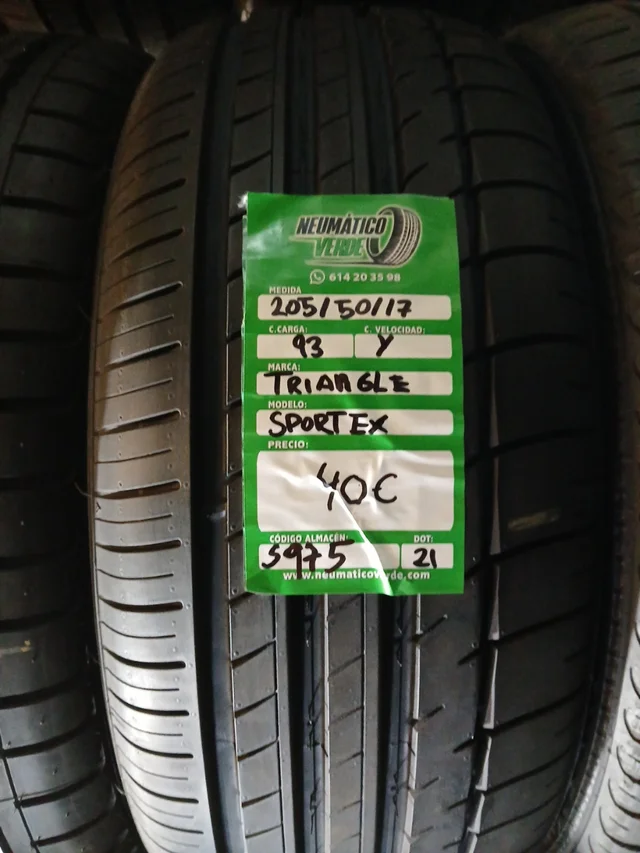 NEUMÁTICO
VERDE
614 20 35 98
MEDIDA
205/50/17
C.CARGA: C. VELOCIDAD:
93 Y
MARCA:
TRIANGLE
MODELO:
SPORTEX
PRECIO:
40€
CÓDIGO ALMACÉN: DOT:
S975 21
www.neumaticoverde.com